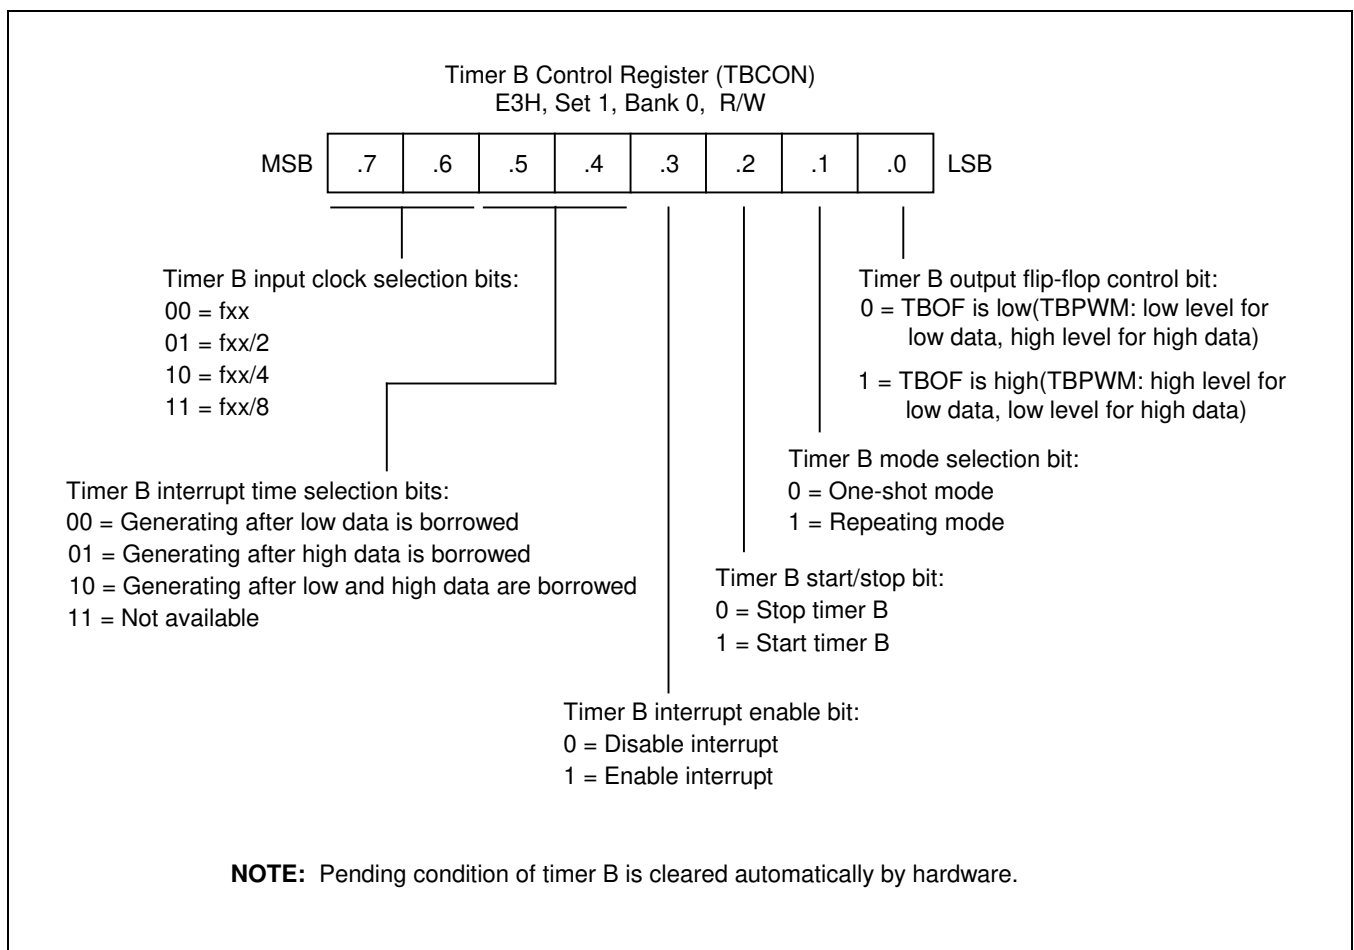 Timer B Control Register (TBCON)
E3H, Set 1, Bank 0, R/W
MSB .7 .6 .5 .4 .3 .2 .1 .0 LSB
Timer B input clock selection bits:
00 = fxx
01 = fxx/2
10 = fxx/4
11 = fxx/8
Timer B output flip-flop control bit:
0 = TBOF is low(TBPWM: low level for
low data, high level for high data)
1 = TBOF is high(TBPWM: high level for
low data, low level for high data)
Timer B mode selection bit:
0 = One-shot mode
1 = Repeating mode
Timer B interrupt time selection bits:
00 = Generating after low data is borrowed
01 = Generating after high data is borrowed
10 = Generating after low and high data are borrowed
11 = Not available
Timer B start/stop bit:
0 = Stop timer B
1 = Start timer B
Timer B interrupt enable bit:
0 = Disable interrupt
1 = Enable interrupt
NOTE: Pending condition of timer B is cleared automatically by hardware.